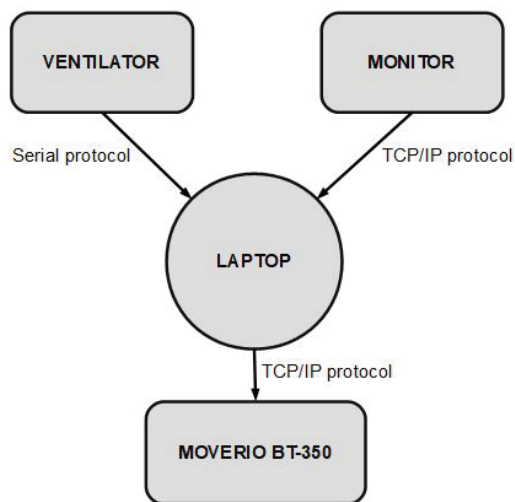 VENTILATOR
MONITOR
Serial protocol
TCP/IP protocol
LAPTOP
TCP/IP protocol
MOVERIO BT-350